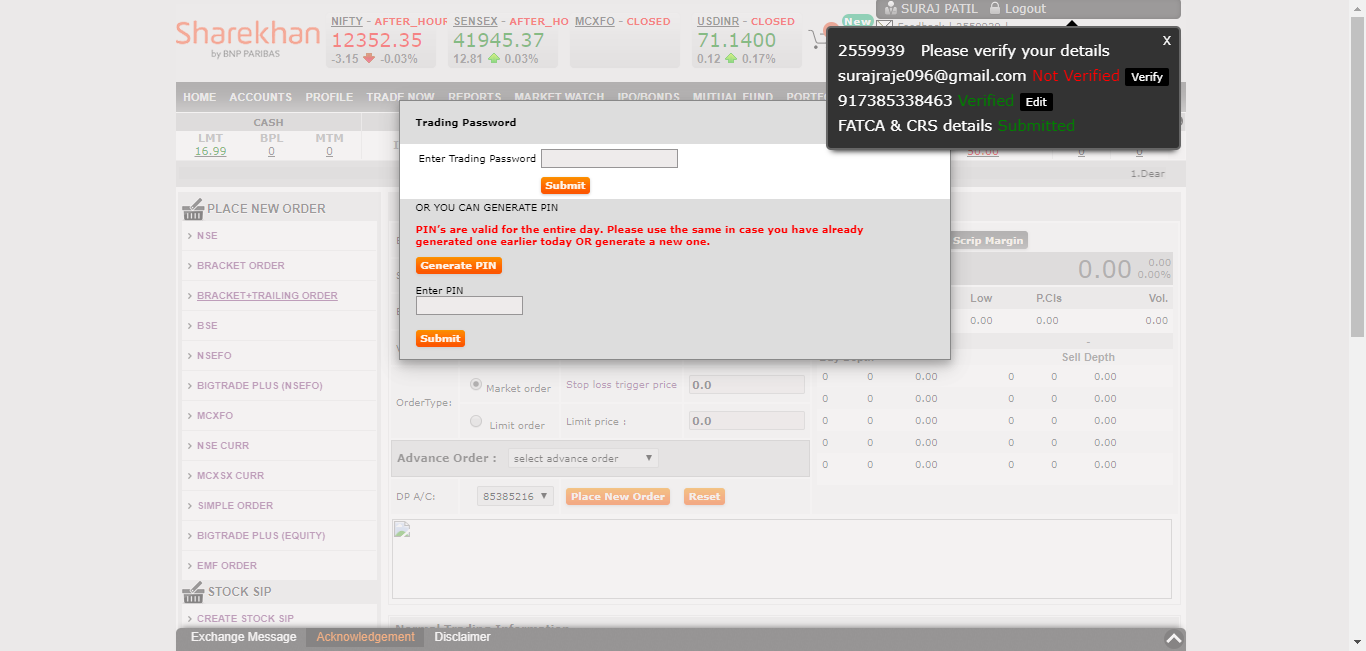 Sharekhan
by BNP PARIBAS
NIFTY - AFTER_HOUR
12352.35
-3.15 -0.03%
SENSEX - AFTER_HO
41945.37
12.81 0.03%
MCXFO - CLOSED
USDINR - CLOSED
71.1400
0.12 0.17%
New
SURAJ PATIL Logout
Feedback | 2559939 |
X
2559939 Please verify your details
surajraje096@gmail.com Not Verified Verify
917385338463 Verified Edit
FATCA & CRS details Submitted
HOME ACCOUNTS PROFILE TRADE NOW REPORTS MARKET WATCH IPO/BONDS MUTUAL FUND
CASH
LMT BPL MTM
16.99 0 0
50.00 0 0
1.Dear
Trading Password
Enter Trading Password
Submit
OR YOU CAN GENERATE PIN
PIN's are valid for the entire day. Please use the same in case you have already
generated one earlier today OR generate a new one.
Generate PIN
Enter PIN
Submit
PLACE NEW ORDER
NSE
BRACKET ORDER
BRACKET+TRAILING ORDER
BSE
NSEFO
BIGTRADE PLUS (NSEFO)
MCXFO
NSE CURR
MCXSX CURR
SIMPLE ORDER
BIGTRADE PLUS (EQUITY)
EMF ORDER
STOCK SIP
CREATE STOCK SIP
Scrip Margin
0.00 0.00
0.00%
Low P.Cls Vol.
0.00 0.00 0.00
-
Buy Depth Sell Depth
0 0 0.00 0 0 0.00
0 0 0.00 0 0 0.00
0 0 0.00 0 0 0.00
0 0 0.00 0 0 0.00
0 0 0.00 0 0 0.00
OrderType:
Market order Stop loss trigger price 0.0
Limit order Limit price : 0.0
Advance Order : select advance order
DP A/C: 85385216 Place New Order Reset
Normal Trading Information
Exchange Message Acknowledgement Disclaimer